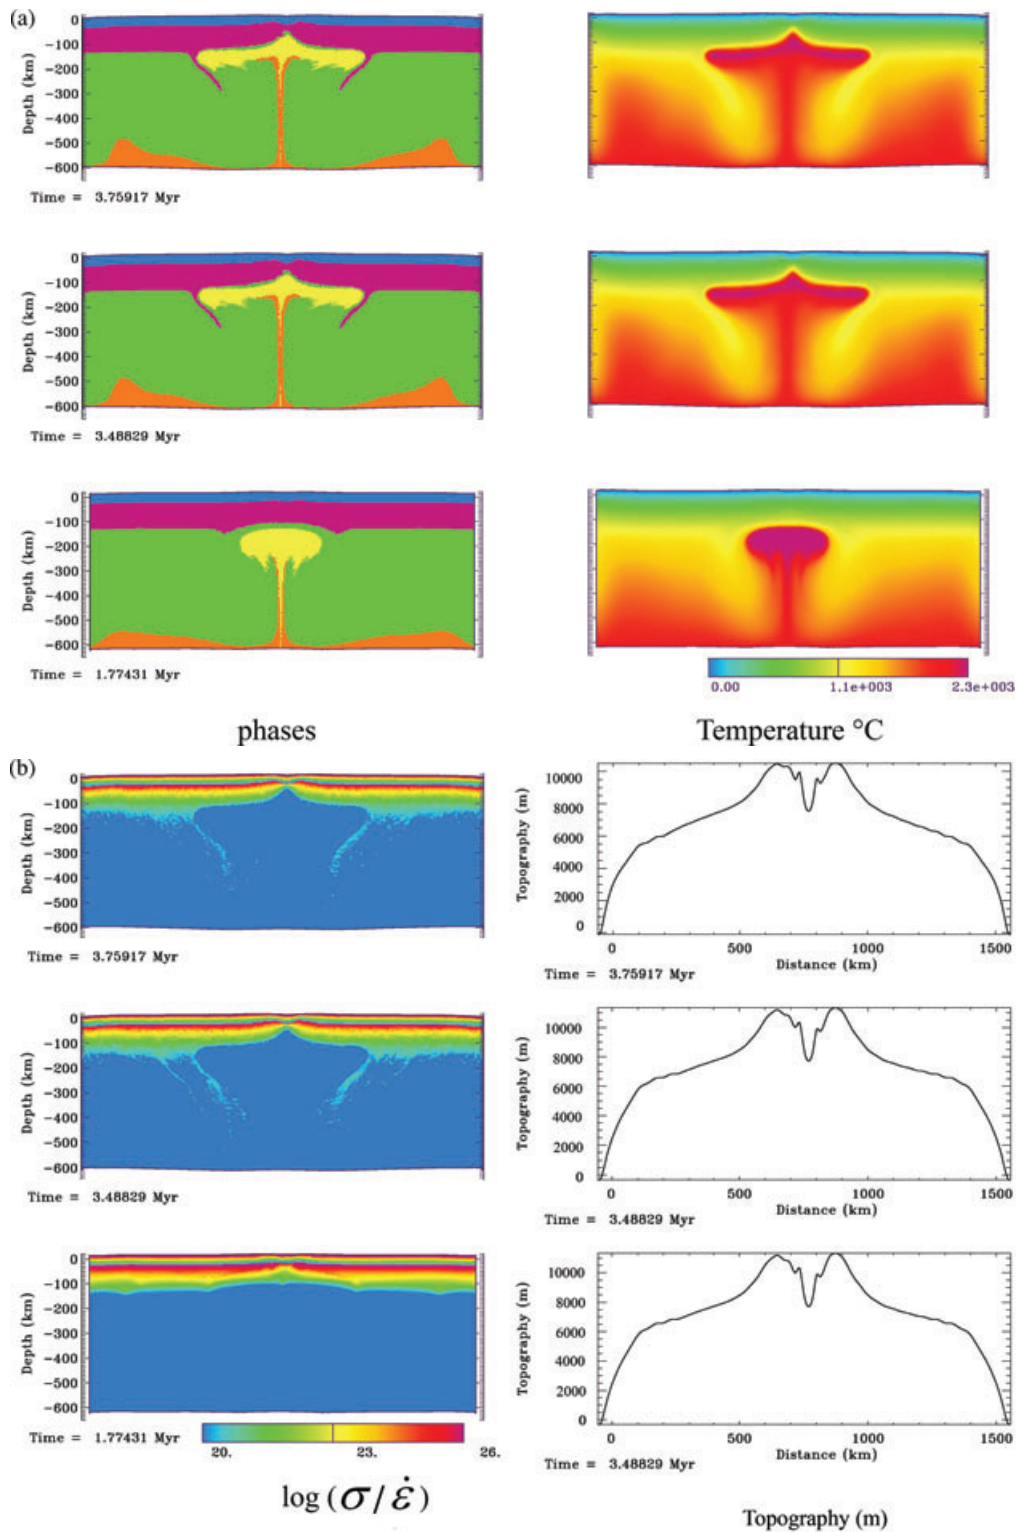 (a)
0
-100
-200
-300
-400
-500
-600
Depth (km)
Time = 3.75917 Myr
0
-100
-200
-300
-400
-500
-600
Depth (km)
Time = 3.48829 Myr
0
-100
-200
-300
-400
-500
-600
Depth (km)
Time = 1.77431 Myr
0.00 1.1e+003 2.3e+003
phases
Temperature °C
(b)
0
-100
-200
-300
-400
-500
-600
Depth (km)
Time = 3.75917 Myr
10000
8000
6000
4000
2000
0
Topography (m)
0 500 1000 1500
Distance (km)
Time = 3.75917 Myr
0
-100
-200
-300
-400
-500
-600
Depth (km)
Time = 3.48829 Myr
10000
8000
6000
4000
2000
0
Topography (m)
0 500 1000 1500
Distance (km)
Time = 3.48829 Myr
0
-100
-200
-300
-400
-500
-600
Depth (km)
Time = 1.77431 Myr
20. 23. 26.
log (σ/ε̇)
10000
8000
6000
4000
2000
0
Topography (m)
0 500 1000 1500
Distance (km)
Time = 3.48829 Myr
Topography (m)